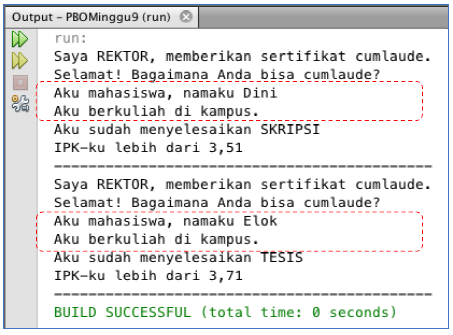 Output - PBOMinggu9 (run)
run:
Saya REKTOR, memberikan sertifikat cumlaude.
Selamat! Bagaimana Anda bisa cumlaude?
Aku mahasiswa, namaku Dini
Aku berkuliah di kampus.
Aku sudah menyelesaikan SKRIPSI
IPK-ku lebih dari 3,51
--------------------------------------------
Saya REKTOR, memberikan sertifikat cumlaude.
Selamat! Bagaimana Anda bisa cumlaude?
Aku mahasiswa, namaku Elok
Aku berkuliah di kampus.
Aku sudah menyelesaikan TESIS
IPK-ku lebih dari 3,71
--------------------------------------------
BUILD SUCCESSFUL (total time: 0 seconds)